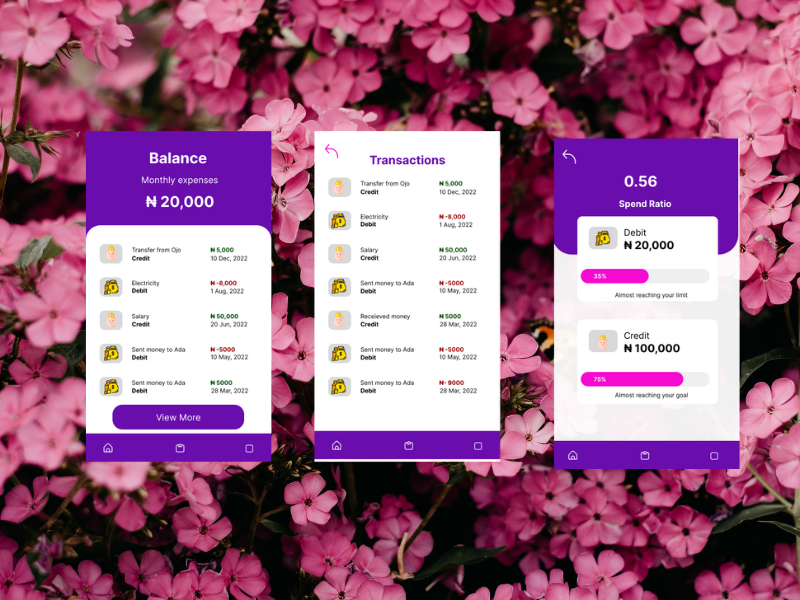 Balance
Monthly expenses
₦ 20,000
Transfer from Ojo ₦ 5,000
Credit 10 Dec, 2022
Electricity ₦ -8,000
Debit 1 Aug, 2022
Salary ₦ 50,000
Credit 20 Jun, 2022
Sent money to Ada ₦ -5000
Debit 10 May, 2022
Sent money to Ada ₦ 5000
Debit 28 Mar, 2022
View More
Transactions
Transfer from Ojo ₦ 5,000
Credit 10 Dec, 2022
Electricity ₦ -8,000
Debit 1 Aug, 2022
Salary ₦ 50,000
Credit 20 Jun, 2022
Sent money to Ada ₦ -5000
Debit 10 May, 2022
Receieved money ₦ 5000
Credit 28 Mar, 2022
Sent money to Ada ₦ -5000
Debit 10 May, 2022
Sent money to Ada ₦- 9000
Debit 28 Mar, 2022
0.56
Spend Ratio
Debit
₦ 20,000
35%
Almost reaching your limit
Credit
₦ 100,000
75%
Almost reaching your goal